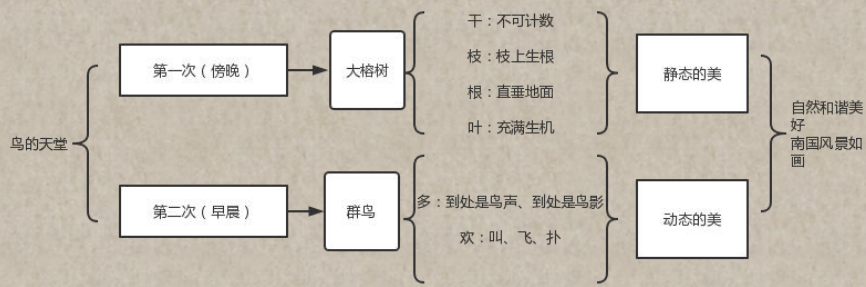 鸟的天堂
第一次（傍晚）
大榕树
干：不可计数
枝：枝上生根
根：直垂地面
叶：充满生机
静态的美
第二次（早晨）
群鸟
多：到处是鸟声、到处是鸟影
欢：叫、飞、扑
动态的美
自然和谐美
好
南国风景如
画